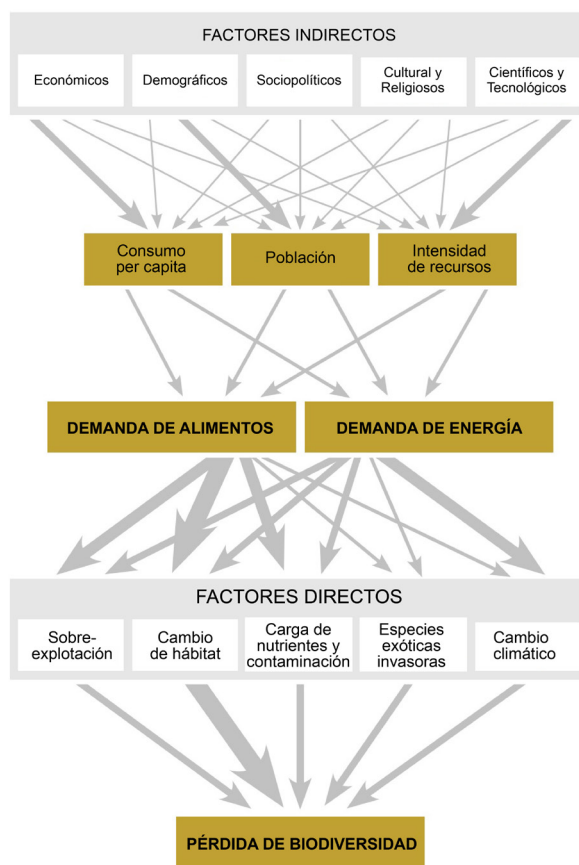 FACTORES INDIRECTOS
Económicos
Demográficos
Sociopolíticos
Cultural y
Religiosos
Científicos y
Tecnológicos
Consumo
per capita
Población
Intensidad
de recursos
DEMANDA DE ALIMENTOS
DEMANDA DE ENERGÍA
FACTORES DIRECTOS
Sobre-
explotación
Cambio
de hábitat
Carga de
nutrientes y
contaminación
Especies
exóticas
invasoras
Cambio
climático
PÉRDIDA DE BIODIVERSIDAD